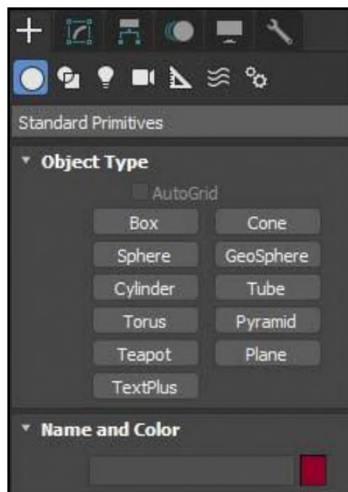 Standard Primitives
Object Type
AutoGrid
Box Cone
Sphere GeoSphere
Cylinder Tube
Torus Pyramid
Teapot Plane
TextPlus
Name and Color